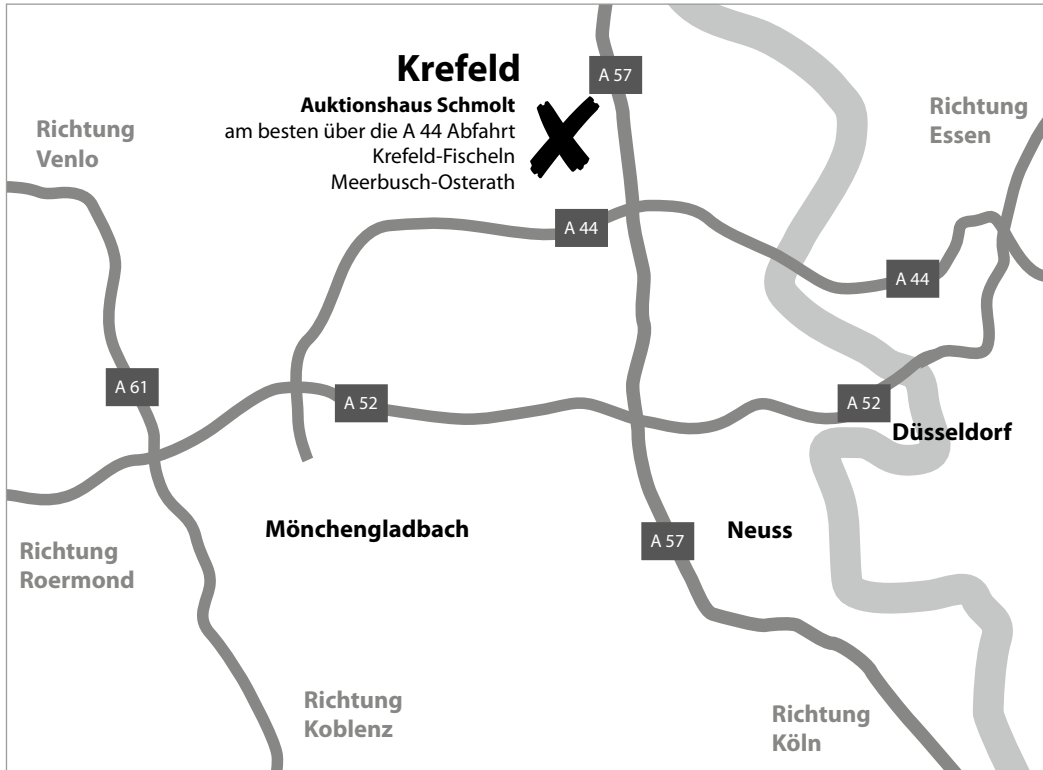 Krefeld
A 57
Auktionshaus Schmolt
am besten über die A 44 Abfahrt
Krefeld-Fischeln
Meerbusch-Osterath
Richtung
Venlo
Richtung
Essen
A 44
A 44
A 61
A 52
A 52
Düsseldorf
Mönchengladbach
Neuss
A 57
Richtung
Roermond
Richtung
Koblenz
Richtung
Köln